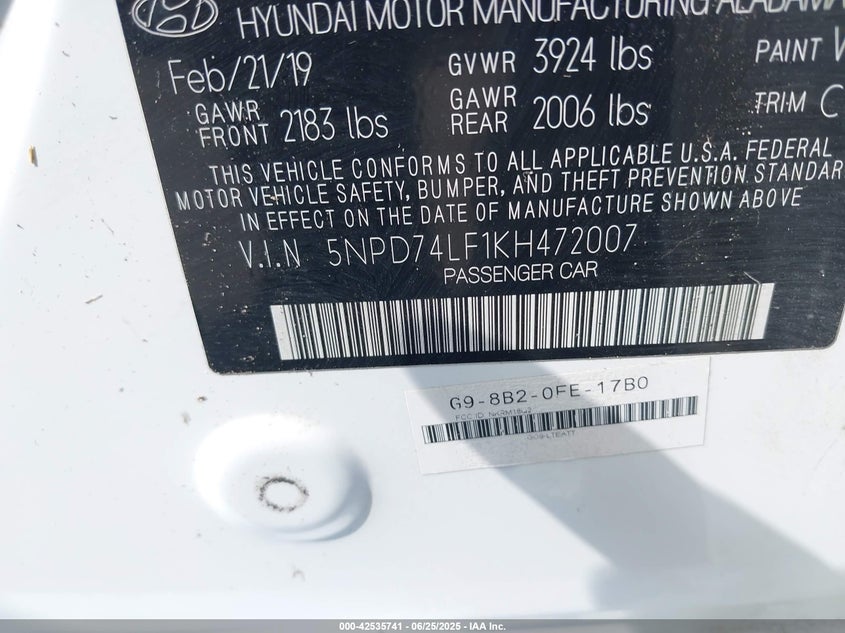 HYUNDAI MOTOR MANUFACTURING ALABAMA
Feb/21/19 GVWR 3924 lbs PAINT
GAWR FRONT 2183 lbs GAWR REAR 2006 lbs TRIM C
THIS VEHICLE CONFORMS TO ALL APPLICABLE U.S.A. FEDERAL
MOTOR VEHICLE SAFETY, BUMPER, AND THEFT PREVENTION STANDAR
IN EFFECT ON THE DATE OF MANUFACTURE SHOWN ABOVE
V.I.N 5NPD74LF1KH472007
PASSENGER CAR
G9-8B2-0FE-17B0
FCC ID:
000-42535741 / 06/25/2025 - IAA Inc.